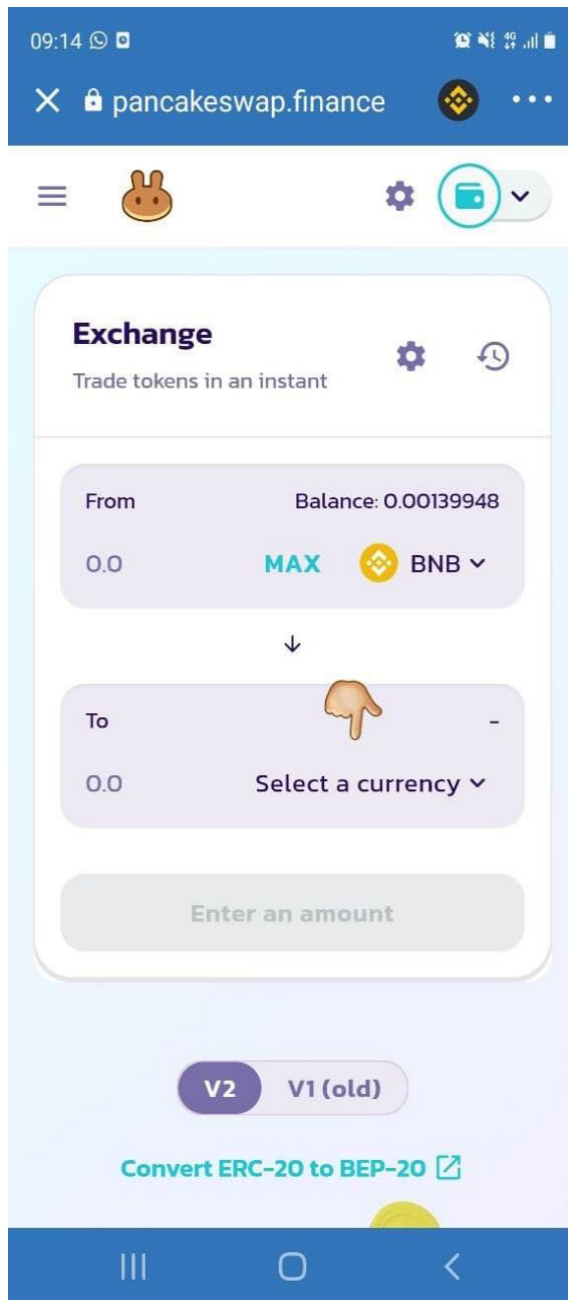 09:14
4G
pancakeswap.finance
Exchange
Trade tokens in an instant
From Balance: 0.00139948
0.0 MAX BNB
To -
0.0 Select a currency
Enter an amount
V2 V1 (old)
Convert ERC-20 to BEP-20